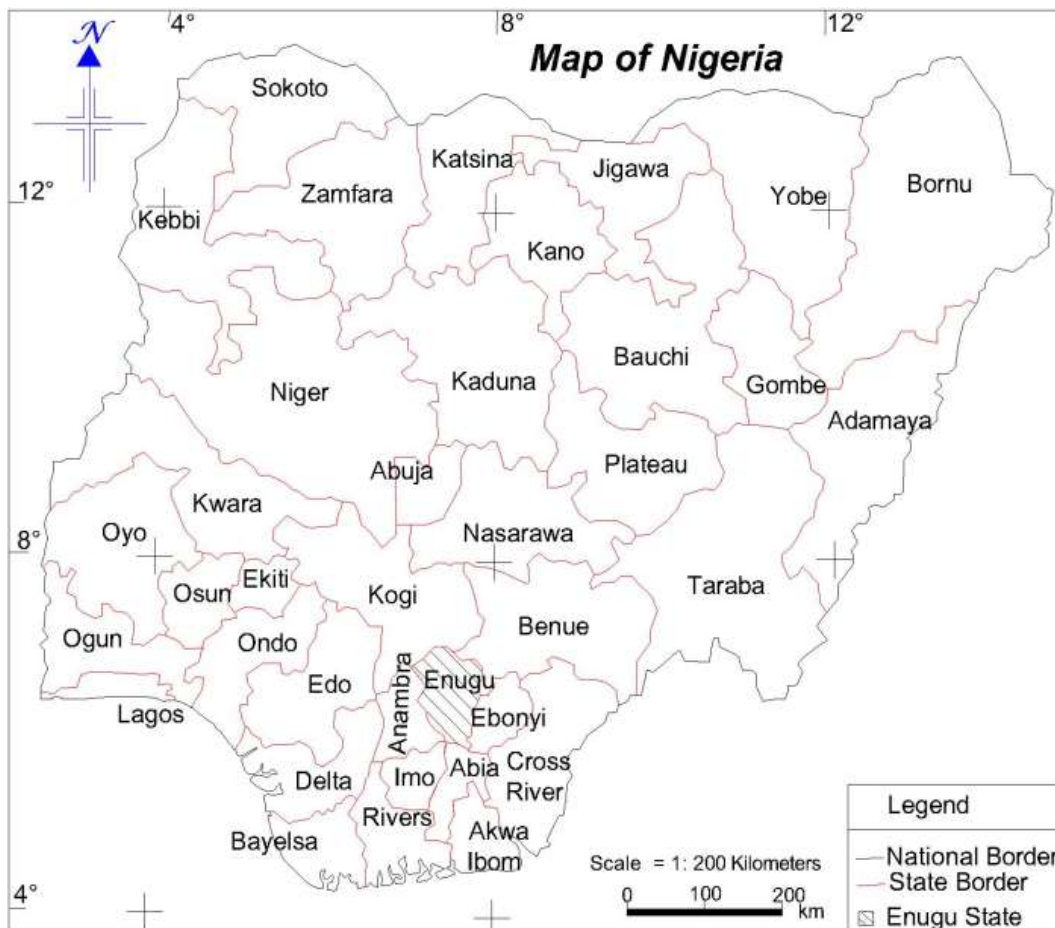 4°
8°
12°
N
Map of Nigeria
Sokoto
Katsina
Jigawa
Zamfara
12°
Yobe
Bornu
Kebbi
Kano
Bauchi
Kaduna
Niger
Gombe
Adamaya
Abuja
Plateau
Kwara
Oyo
Nasarawa
8°
Ekiti
Osun
Kogi
Taraba
Benue
Ogun
Ondo
Edo
Anambra
Enugu
Lagos
Ebonyi
Delta
Imo
Abia
Cross
River
Rivers
Bayelsa
Akwa
Ibom
Legend
National Border
State Border
Enugu State
Scale = 1: 200 Kilometers
0 100 200
km
4°